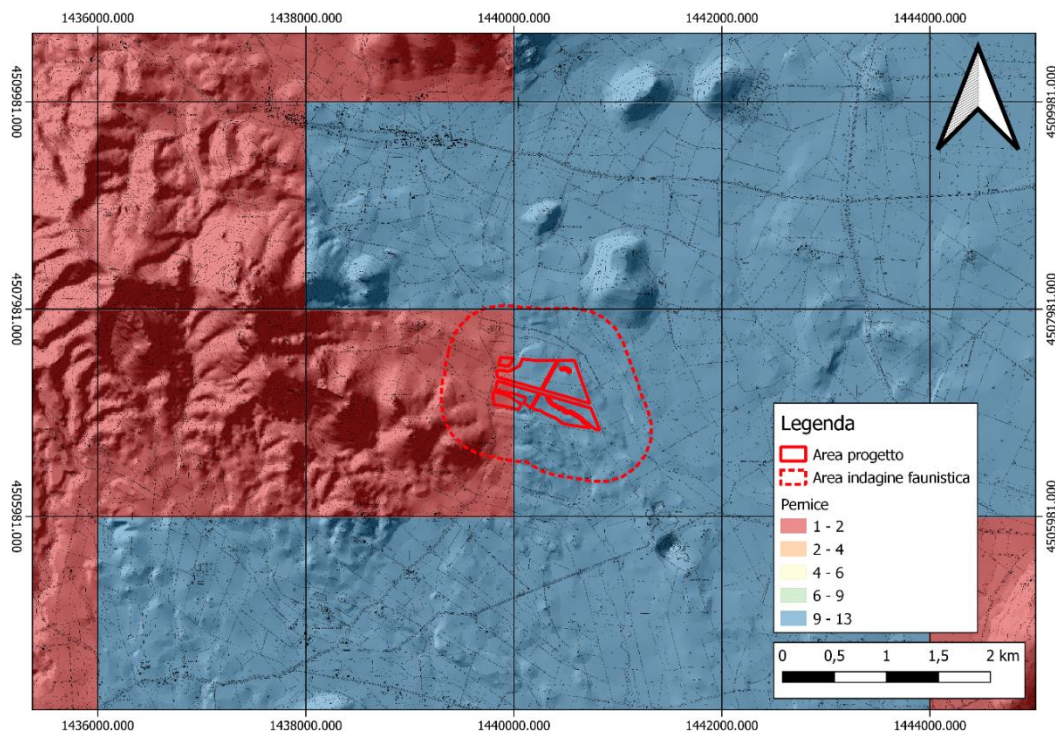 1436000.000 1438000.000 1440000.000 1442000.000 1444000.000
4509981.000 4509981.000
4507981.000 4507981.000
4505981.000 4505981.000
Legenda
Area progetto
Area indagine faunistica
Pernice
1 - 2
2 - 4
4 - 6
6 - 9
9 - 13
0 0,5 1 1,5 2 km
1436000.000 1438000.000 1440000.000 1442000.000 1444000.000